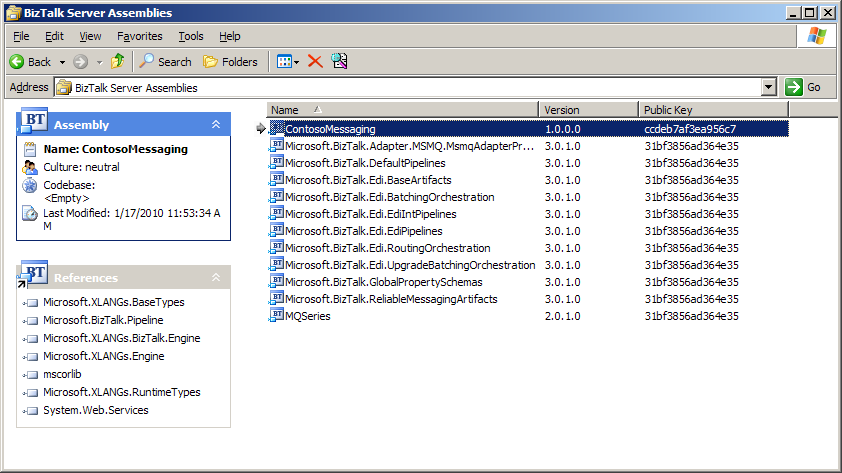 BizTalk Server Assemblies
File Edit View Favorites Tools Help
Back Search Folders
Address BizTalk Server Assemblies Go
BT Assembly
Name: ContosoMessaging
Culture: neutral
Codebase:
<Empty>
Last Modified: 1/17/2010 11:53:34 A
M
BT References
Microsoft.XLANGs.BaseTypes
Microsoft.BizTalk.Pipeline
Microsoft.XLANGs.BizTalk.Engine
Microsoft.XLANGs.Engine
mscorlib
Microsoft.XLANGs.RuntimeTypes
System.Web.Services
Name Version Public Key
ContosoMessaging 1.0.0.0 ccdeb7af3ea956c7
Microsoft.BizTalk.Adapter.MSMQ.MsmqAdapterPr... 3.0.1.0 31bf3856ad364e35
Microsoft.BizTalk.DefaultPipelines 3.0.1.0 31bf3856ad364e35
Microsoft.BizTalk.Edi.BaseArtifacts 3.0.1.0 31bf3856ad364e35
Microsoft.BizTalk.Edi.BatchingOrchestration 3.0.1.0 31bf3856ad364e35
Microsoft.BizTalk.Edi.EdiIntPipelines 3.0.1.0 31bf3856ad364e35
Microsoft.BizTalk.Edi.EdiPipelines 3.0.1.0 31bf3856ad364e35
Microsoft.BizTalk.Edi.RoutingOrchestration 3.0.1.0 31bf3856ad364e35
Microsoft.BizTalk.Edi.UpgradeBatchingOrchestration 3.0.1.0 31bf3856ad364e35
Microsoft.BizTalk.GlobalPropertySchemas 3.0.1.0 31bf3856ad364e35
Microsoft.BizTalk.ReliableMessagingArtifacts 3.0.1.0 31bf3856ad364e35
MQSeries 2.0.1.0 31bf3856ad364e35